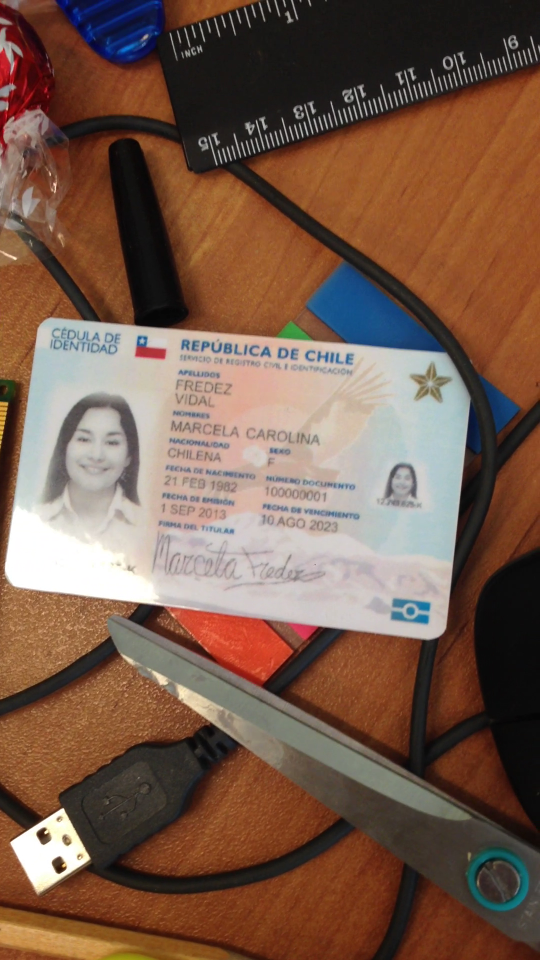 INCH
1
15 14 13 12 11 10 9
CÉDULA DE
IDENTIDAD
REPÚBLICA DE CHILE
SERVICIO DE REGISTRO CIVIL E IDENTIFICACIÓN
APELLIDOS
FREDEZ
VIDAL
NOMBRES
MARCELA CAROLINA
NACIONALIDAD SEXO
CHILENA F
FECHA DE NACIMIENTO NÚMERO DOCUMENTO
21 FEB 1982 100000001
FECHA DE EMISIÓN FECHA DE VENCIMIENTO
1 SEP 2013 10 AGO 2023
FIRMA DEL TITULAR
Marcela Fredez